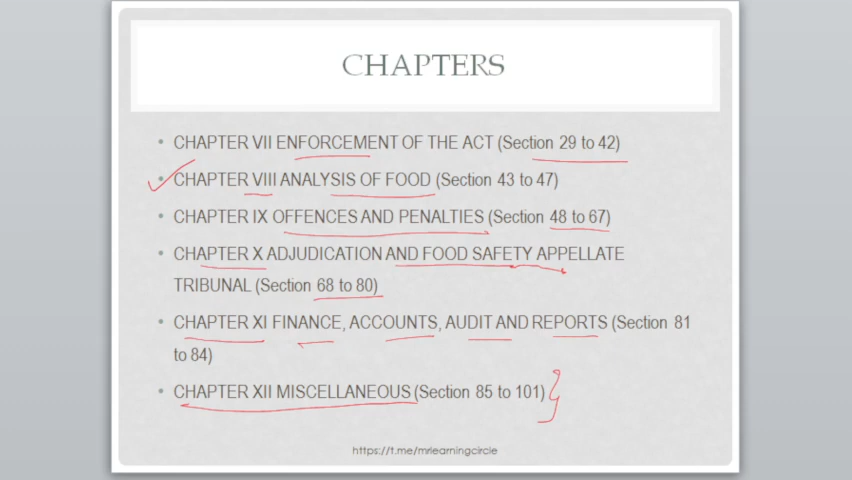 CHAPTERS
• CHAPTER VII ENFORCEMENT OF THE ACT (Section 29 to 42)
• CHAPTER VIII ANALYSIS OF FOOD (Section 43 to 47)
• CHAPTER IX OFFENCES AND PENALTIES (Section 48 to 67)
• CHAPTER X ADJUDICATION AND FOOD SAFETY APPELLATE
TRIBUNAL (Section 68 to 80)
• CHAPTER XI FINANCE, ACCOUNTS, AUDIT AND REPORTS (Section 81
to 84)
• CHAPTER XII MISCELLANEOUS (Section 85 to 101)
https://t.me/mrlearningcircle